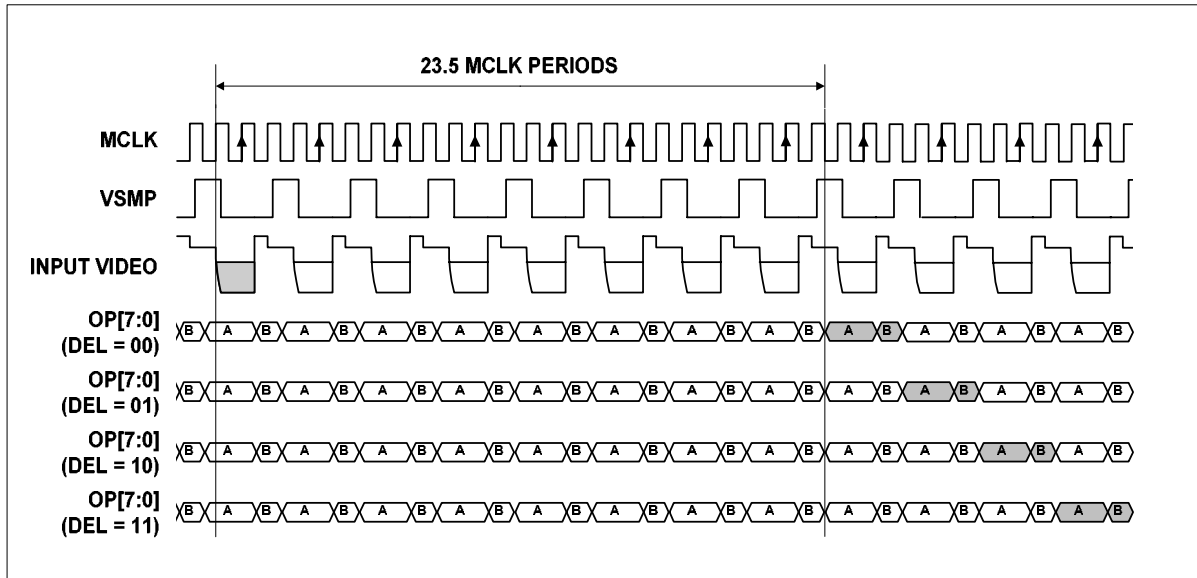 23.5 MCLK PERIODS
MCLK
VSMP
INPUT VIDEO
OP[7:0]
(DEL = 00)
B A B A B A B A B A B A B A B A B A B A B A B A B
OP[7:0]
(DEL = 01)
B A B A B A B A B A B A B A B A B A B A B A B A B
OP[7:0]
(DEL = 10)
B A B A B A B A B A B A B A B A B A B A B A B A B
OP[7:0]
(DEL = 11)
B A B A B A B A B A B A B A B A B A B A B A B A B